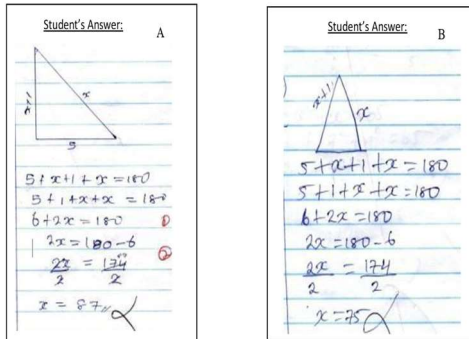 Student's Answer: A
x+1
x
5
5+x+1+x=180
5+1+x+x=180
6+2x=180
2x=180-6
2x = 174
2 2
x = 87
Student's Answer: B
x+1
x
5+x+1+x=180
5+1+x+x=180
6+2x=180
2x=180-6
2x = 174
2 2
x=75